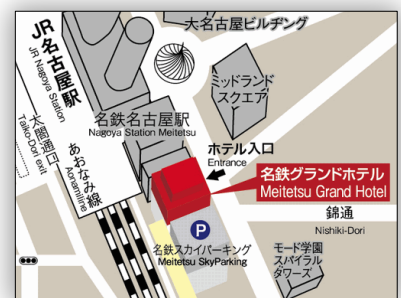 大名古屋ビルヂング
JR名古屋駅
JR Nagoya Station
ミッドランド
スクエア
太閤通口
Taiko-Dori exit
名鉄名古屋駅
Nagoya Station Meitetsu
あおなみ線
Aonamiline
ホテル入口
Entrance
名鉄グランドホテル
Meitetsu Grand Hotel
錦通
Nishiki-Dori
P
名鉄スカイパーキング
Meitetsu SkyParking
モード学園
スパイラル
タワーズ